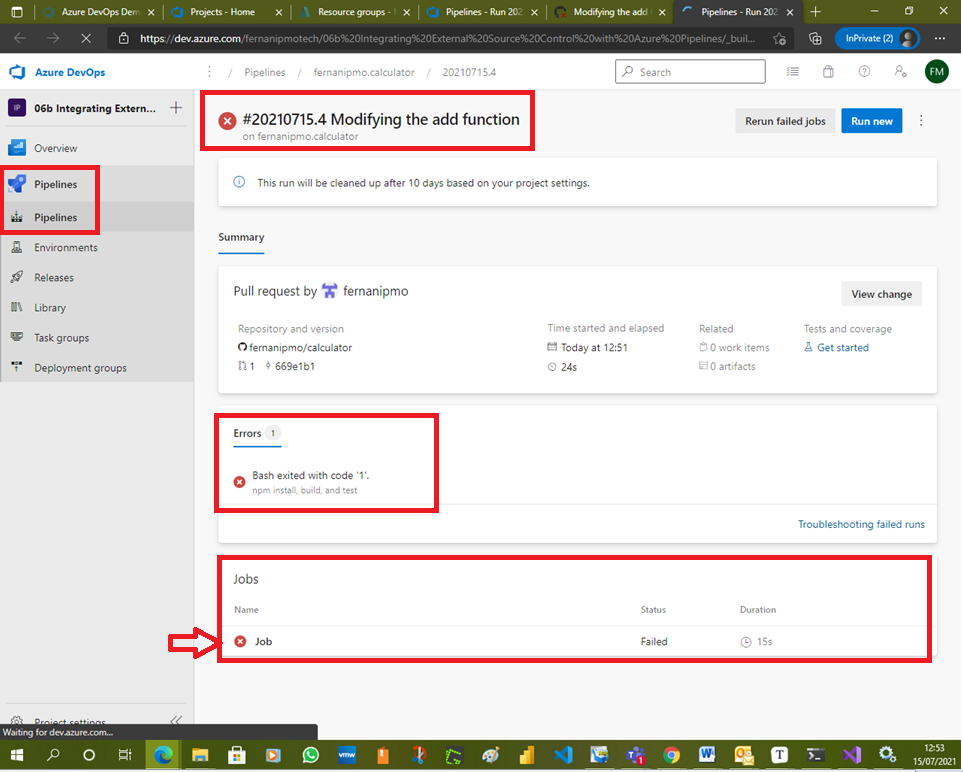 Azure DevOps Dem
Projects - Home
Resource groups -
Pipelines - Run 202
Modifying the add
Pipelines - Run 202
https://dev.azure.com/fernanipmotech/06b%20Integrating%20External%20Source%20Control%20with%20Azure%20Pipelines/_buil...
InPrivate (2)
Azure DevOps
/ Pipelines / fernanipmo.calculator / 20210715.4
Search
FM
IP
06b Integrating Extern...
Overview
Pipelines
Pipelines
Environments
Releases
Library
Task groups
Deployment groups
Project settings
#20210715.4 Modifying the add function
on fernanipmo.calculator
Rerun failed jobs
Run new
This run will be cleaned up after 10 days based on your project settings.
Summary
Pull request by fernanipmo
View change
Repository and version
fernanipmo/calculator
1 669e1b1
Time started and elapsed
Today at 12:51
24s
Related
0 work items
0 artifacts
Tests and coverage
Get started
Errors 1
Bash exited with code '1'.
npm install, build, and test
Troubleshooting failed runs
Jobs
Name Status Duration
Job Failed 15s
Waiting for dev.azure.com...
12:53
15/07/2021